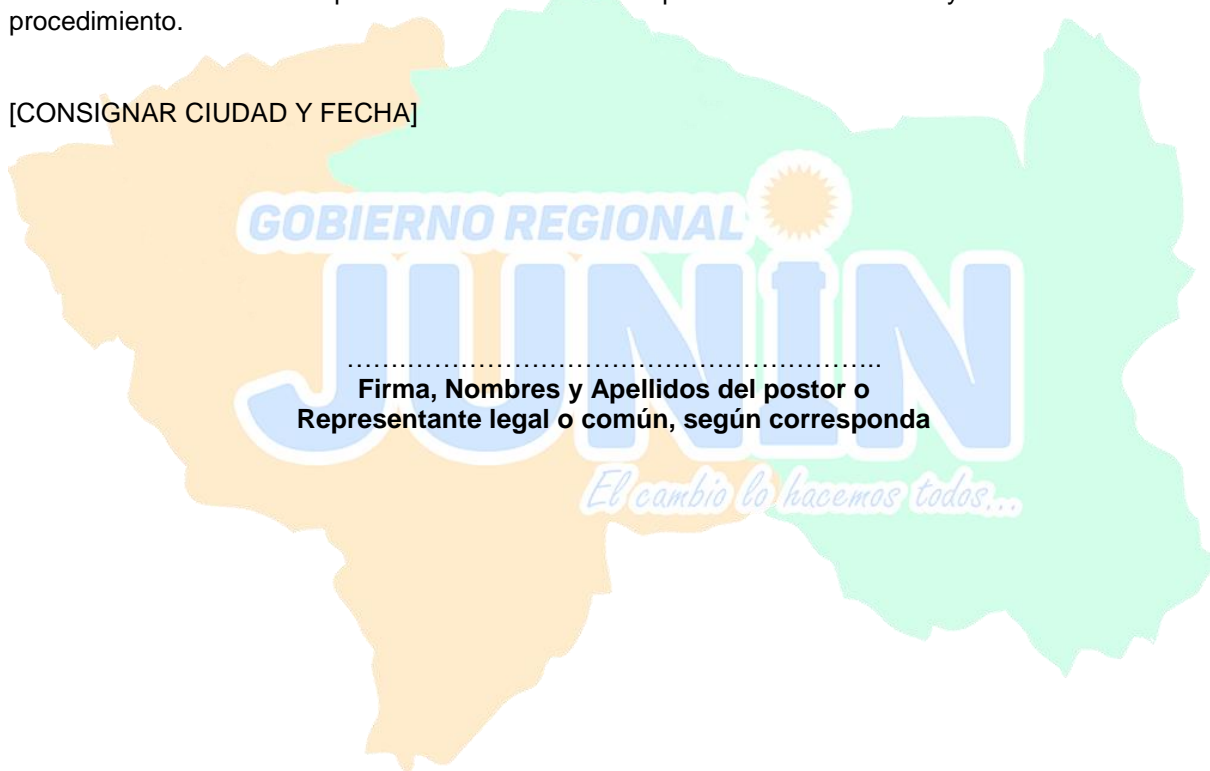 procedimiento.
[CONSIGNAR CIUDAD Y FECHA]
GOBIERNO REGIONAL
JUNÍN
………………………………………………………..
Firma, Nombres y Apellidos del postor o
Representante legal o común, según corresponda
El cambio lo hacemos todos...